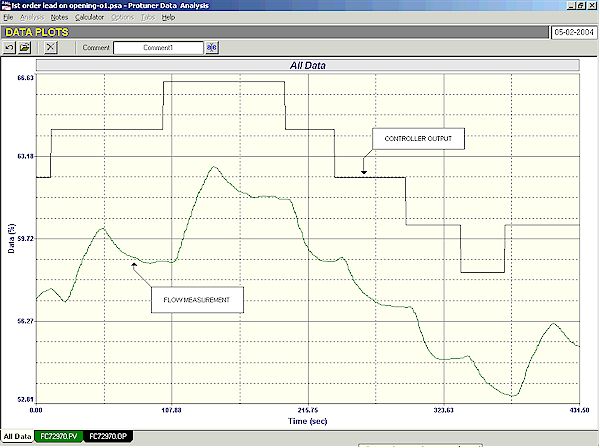 Ist order lead on opening-o1.psa - Protuner Data Analysis
File Analysis Notes Calculator Options Tabs Help
DATA PLOTS 05-02-2004
Comment Comment1 a|e
All Data
66.63
63.18
59.72
56.27
52.81
Data (%)
CONTROLLER OUTPUT
FLOW MEASUREMENT
0.00 107.88 215.75 323.63 431.50
Time (sec)
All Data FC72970.PV FC72970.OP